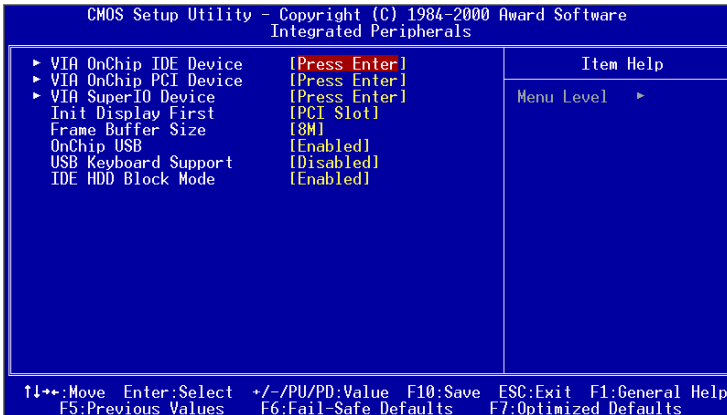 CMOS Setup Utility - Copyright (C) 1984-2000 Award Software
Integrated Peripherals
► VIA OnChip IDE Device [Press Enter]
► VIA OnChip PCI Device [Press Enter]
► VIA SuperIO Device [Press Enter]
Init Display First [PCI Slot]
Frame Buffer Size [8M]
OnChip USB [Enabled]
USB Keyboard Support [Disabled]
IDE HDD Block Mode [Enabled]
Item Help
Menu Level ►
↑↓→←:Move Enter:Select +/-/PU/PD:Value F10:Save ESC:Exit F1:General Help
F5:Previous Values F6:Fail-Safe Defaults F7:Optimized Defaults